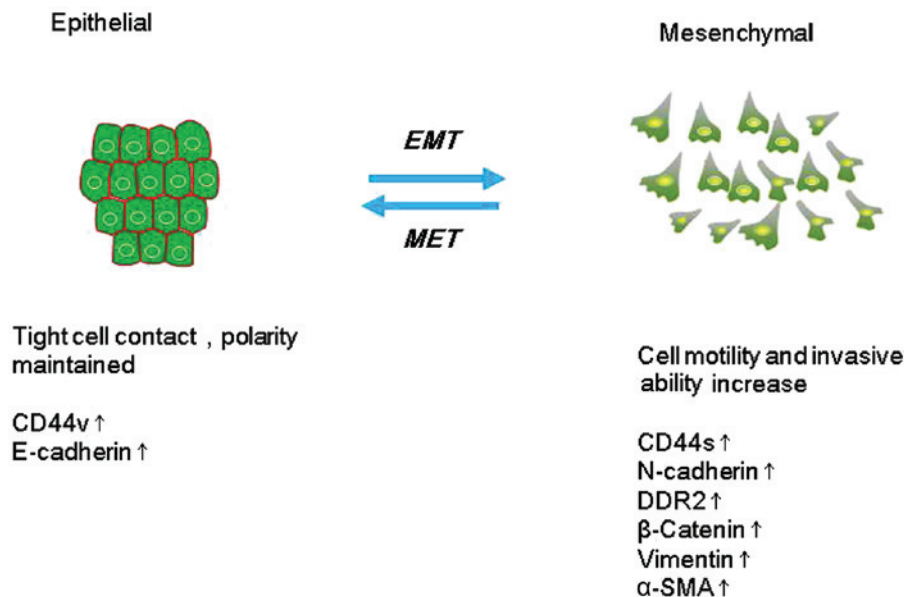 Epithelial
Mesenchymal
EMT
MET
Tight cell contact , polarity
maintained
CD44v ↑
E-cadherin ↑
Cell motility and invasive
ability increase
CD44s ↑
N-cadherin ↑
DDR2 ↑
β-Catenin ↑
Vimentin ↑
α-SMA ↑